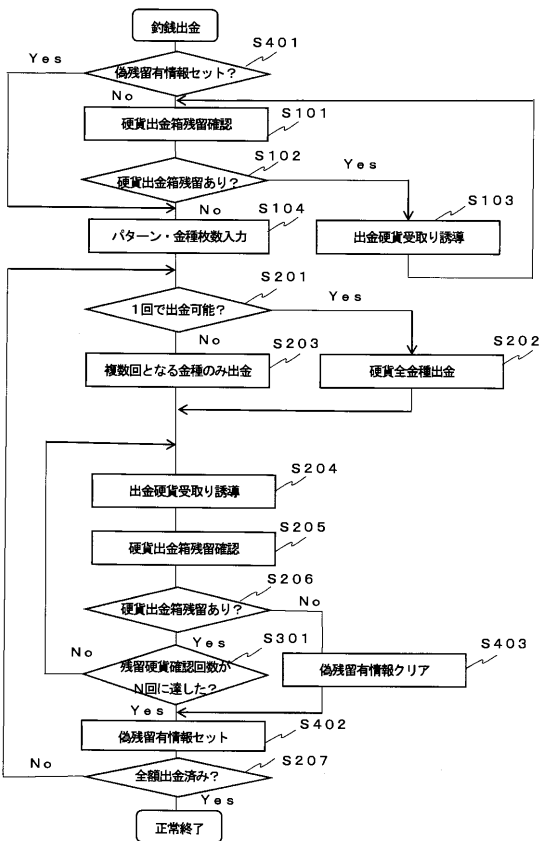 釣銭出金
S401
Yes
偽残留有情報セット?
No
S101
硬貨出金箱残留確認
S102
硬貨出金箱残留あり?
Yes
No
S103
S104
パターン・金種枚数入力
出金硬貨受取り誘導
S201
1回で出金可能?
Yes
No
S203
S202
複数回となる金種のみ出金
硬貨全金種出金
S204
出金硬貨受取り誘導
S205
硬貨出金箱残留確認
S206
硬貨出金箱残留あり?
No
Yes
S301
No
残留硬貨確認回数が
N回に達した?
S403
偽残留有情報クリア
Yes
S402
偽残留有情報セット
S207
No
全額出金済み?
Yes
正常終了